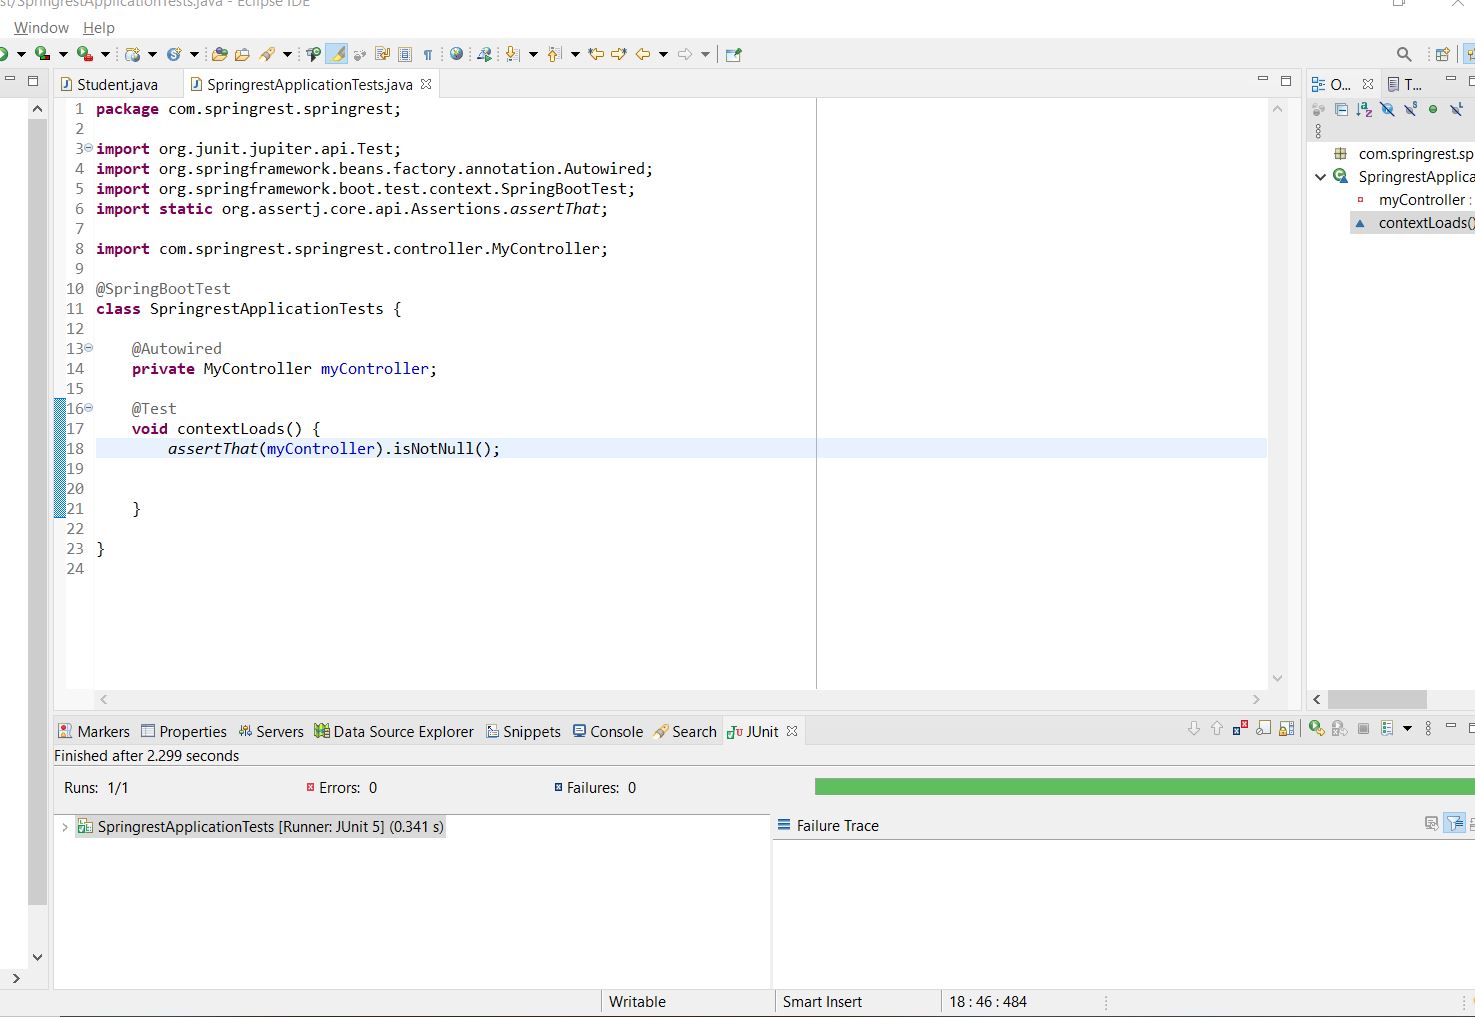 st/SpringrestApplicationTests.java - Eclipse IDE
Window Help
Student.java SpringrestApplicationTests.java
O... T...
1 package com.springrest.springrest;
2
3 import org.junit.jupiter.api.Test;
4 import org.springframework.beans.factory.annotation.Autowired;
5 import org.springframework.boot.test.context.SpringBootTest;
6 import static org.assertj.core.api.Assertions.assertThat;
7
8 import com.springrest.springrest.controller.MyController;
9
10 @SpringBootTest
11 class SpringrestApplicationTests {
12
13 @Autowired
14 private MyController myController;
15
16 @Test
17 void contextLoads() {
18 assertThat(myController).isNotNull();
19
20
21 }
22
23 }
24
com.springrest.sp
SpringrestApplica
myController :
contextLoads()
Markers Properties Servers Data Source Explorer Snippets Console Search JUnit
Finished after 2.299 seconds
Runs: 1/1 Errors: 0 Failures: 0
SpringrestApplicationTests [Runner: JUnit 5] (0.341 s)
Failure Trace
Writable Smart Insert 18 : 46 : 484